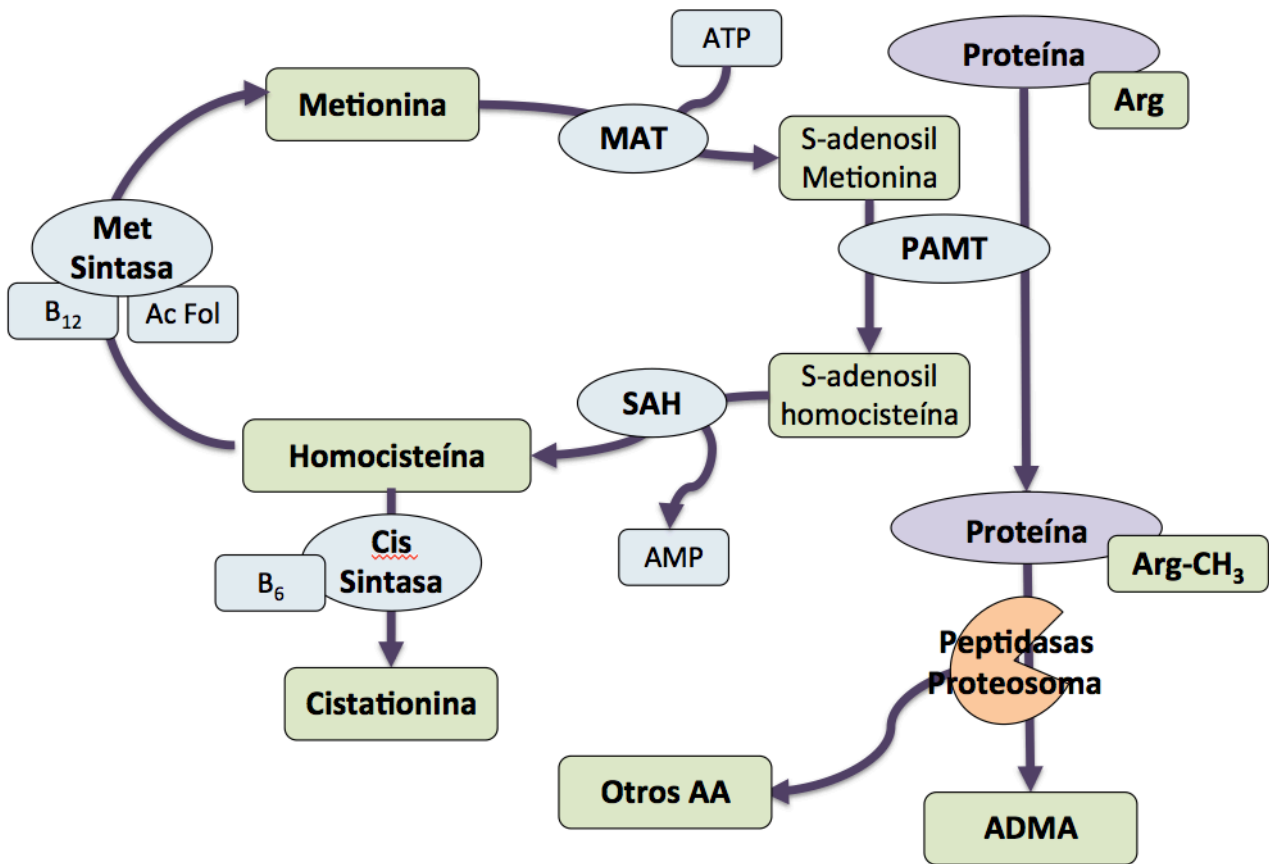 ATP
Proteína
Arg
Metionina
MAT
S-adenosil
Metionina
Met
Sintasa
B₁₂
Ac Fol
PAMT
S-adenosil
homocisteína
SAH
Homocisteína
AMP
Cis
Sintasa
B₆
Proteína
Arg-CH₃
Peptidasas
Proteosoma
Cistationina
Otros AA
ADMA